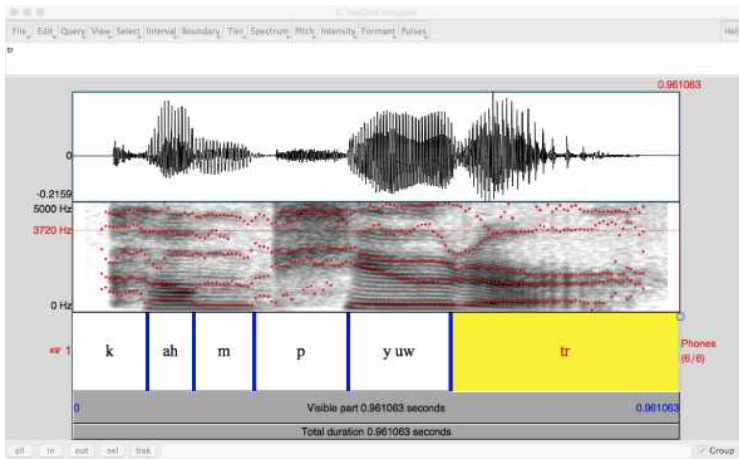 File Edit Query View Select Interval Boundary Tier Spectrum Pitch Intensity Formant Pulses Help
tr
0.961063
0
-0.2159
5000 Hz
3720 Hz
0 Hz
1 k ah m p y uw tr Phones
(6/6)
0 Visible part 0.961063 seconds 0.961063
Total duration 0.961063 seconds
all in out sel bak Group